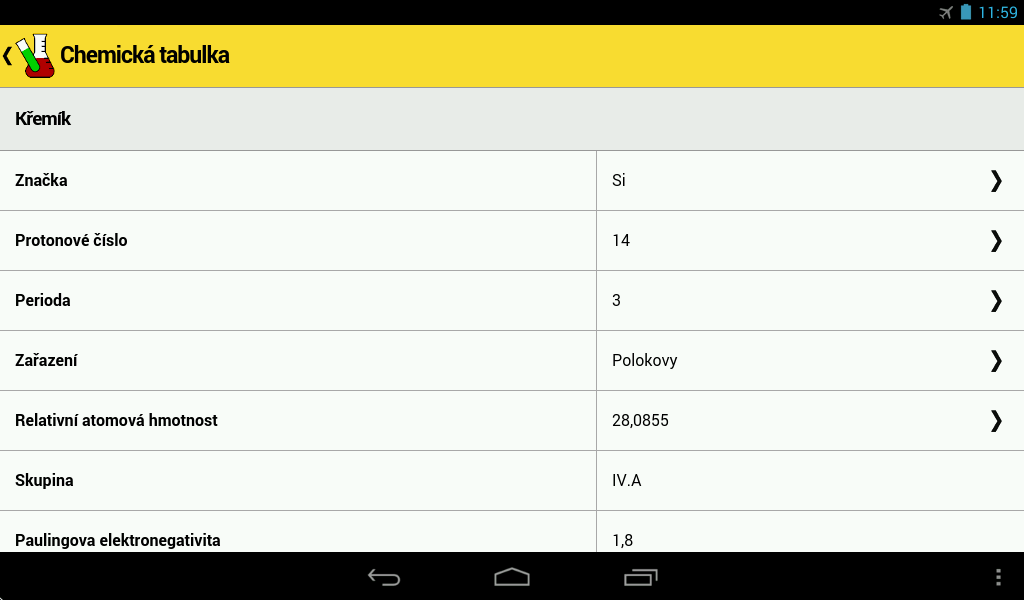 11:59
Chemická tabulka
Křemík
Značka Si
Protonové číslo 14
Perioda 3
Zařazení Polokovy
Relativní atomová hmotnost 28,0855
Skupina IV.A
Paulingova elektronegativita 1,8